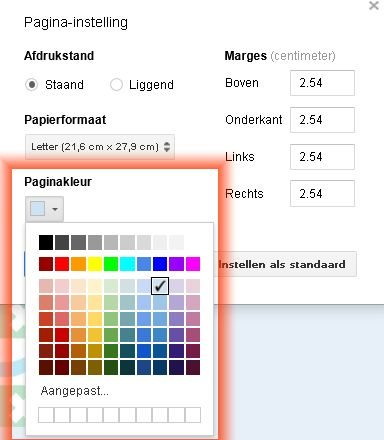 Pagina-instelling
Afdrukstand
Staand
Liggend
Papierformaat
Letter (21,6 cm x 27,9 cm)
Paginakleur
Aangepast...
Marges (centimeter)
Boven 2.54
Onderkant 2.54
Links 2.54
Rechts 2.54
Instellen als standaard